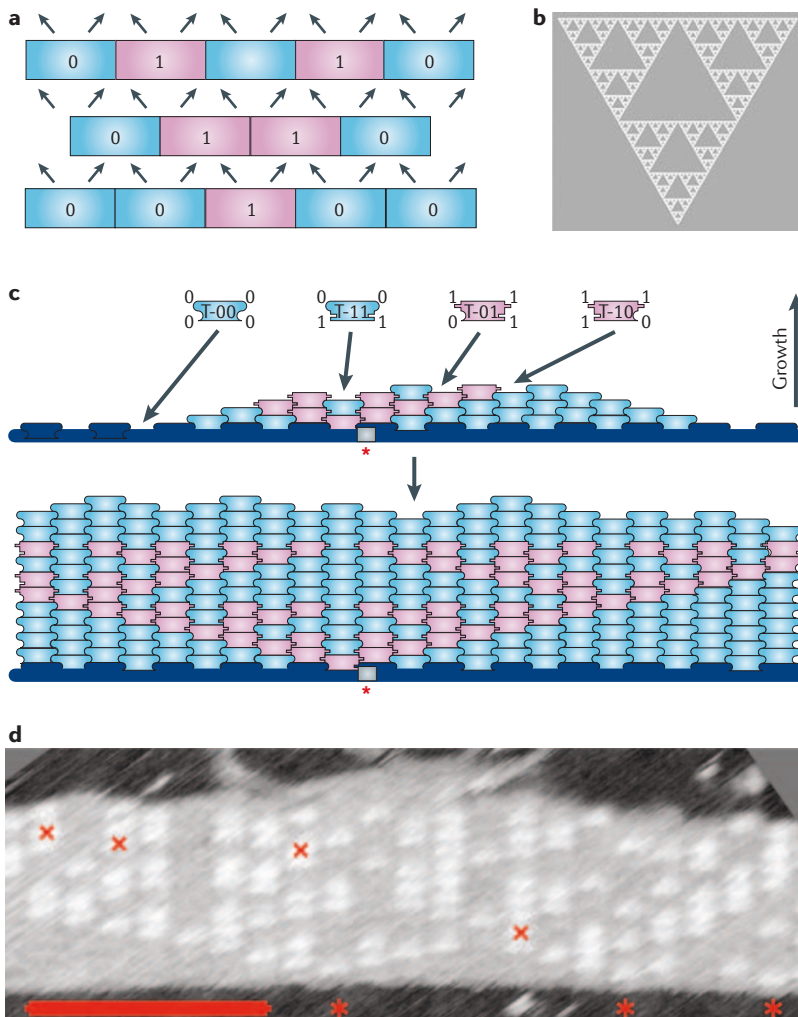 a
0 1 1 0
0 1 1 0
0 0 1 0 0
b
c
0 0 0 0 1 1 1 1
T-00 T-11 T-01 T-10
0 0 1 1 0 1 1 0
Growth
*
*
d
* * *